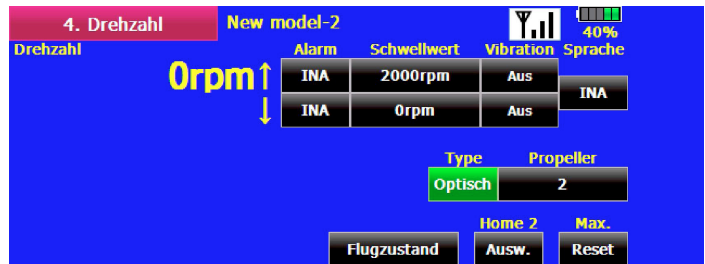 4. Drehzahl New model-2 40%
Drehzahl Alarm Schwellwert Vibration Sprache
0rpm↑ INA 2000rpm Aus INA
↓ INA 0rpm Aus
Type Propeller
Optisch 2
Home 2 Max.
Flugzustand Ausw. Reset